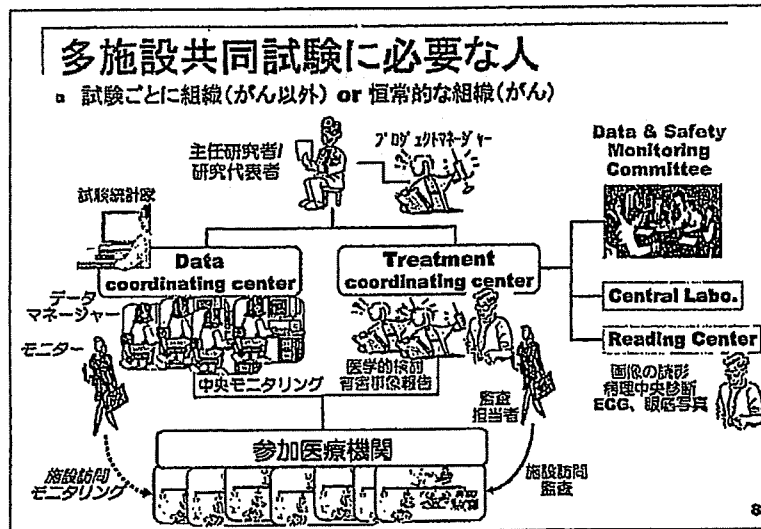 多施設共同試験に必要な人
試験ごとに組織(がん以外) or 恒常的な組織(がん)
主任研究者/
研究代表者
プロジェクトマネージャー
Data & Safety
Monitoring
Committee
試験統計家
Data
coordinating center
Treatment
coordinating center
Central Labo.
Reading Center
データ
マネージャー
モニター
中央モニタリング
医学的検討
有害事象報告
監査
担当者
画像の読影
病理中央診断
ECG、眼底写真
参加医療機関
施設訪問
モニタリング
施設訪問
監査
8